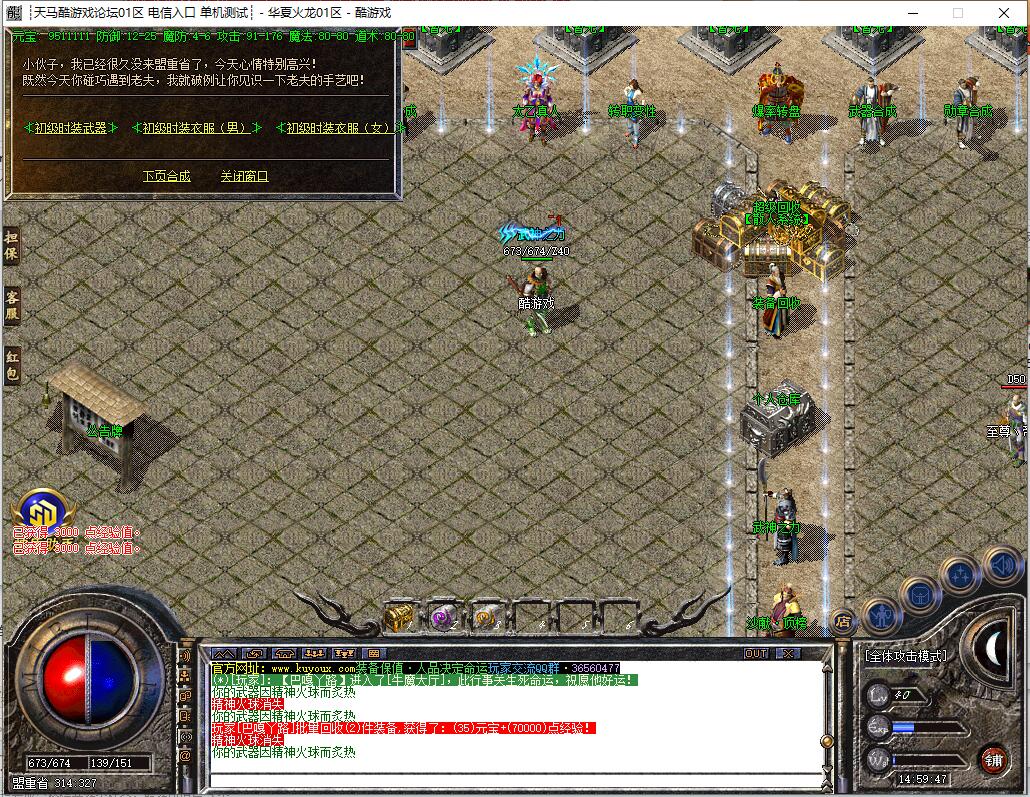 天马酷游戏论坛01区 电信入口 单机测试 - 华夏火龙01区 - 酷游戏
元宝: 9511111 防御:12-25 魔防:4-6 攻击:91-176 魔法:80-80 道术:80-80
小伙子，我已经很久没来盟重省了，今天心情特别高兴！
既然今天你碰巧遇到老夫，我就破例让你见识一下老夫的手艺吧！
初级时装武器 初级时装衣服（男） 初级时装衣服（女）
下页合成 关闭窗口
成
太乙真人
转职变性
爆案转盘
武器合成
勋章合成
超级回收
【散人系统】
武神之力
673/674/Z40
酷游戏
装备回收
担保
客服
红包
公告牌
个人仓库
D50
至尊
武神之力
已获得 3000 点经验值。
已获得 3000 点经验值。
店
OUT
官方网址：www.kuyoux.com装备保值·人品决定命运玩家交流QQ群·36560477
(*)[玩家]:【巴嘎丫路】进入了[牛魔大厅]，此行事关生死命运，祝愿他好运！
你的武器因精神火球而炙热
精神火球消失
你的武器因精神火球而炙热
玩家[巴嘎丫路]批量回收(2)件装备,获得了：(35)元宝+(70000)点经验！
精神火球消失
你的武器因精神火球而炙热
[全体攻击模式]
Lv 40
Exp
673/674 139/151
盟重省 314:327
14:59:47
铺